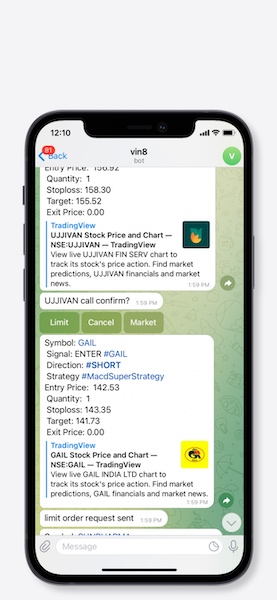 12:10
81
Back
vin8
bot
V
Entry Price: 156.92
Quantity: 1
Stoploss: 158.30
Target: 155.52
Exit Price: 0.00
TradingView
UJJIVAN Stock Price and Chart —
NSE:UJJIVAN — TradingView
View live UJJIVAN FIN SERV chart to
track its stock's price action. Find market
predictions, UJJIVAN financials and market
news.
1:59 PM
UJJIVAN call confirm? 1:59 PM
Limit Cancel Market
Symbol: GAIL
Signal: ENTER #GAIL
Direction: #SHORT
Strategy #MacdSuperStrategy
Entry Price: 142.53
Quantity: 1
Stoploss: 143.35
Target: 141.73
Exit Price: 0.00
TradingView
GAIL Stock Price and Chart —
NSE:GAIL — TradingView
View live GAIL INDIA LTD chart to
track its stock's price action. Find market
predictions, GAIL financials and market news.
1:59 PM
limit order request sent 1:59 PM
Message